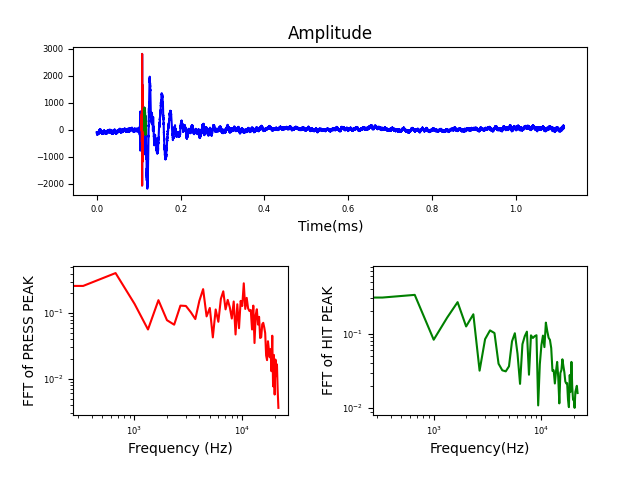 Amplitude
3000
2000
1000
0
−1000
−2000
0.0 0.2 0.4 0.6 0.8 1.0
Time(ms)
FFT of PRESS PEAK
10⁻¹
10⁻²
10³ 10⁴
Frequency (Hz)
FFT of HIT PEAK
10⁻¹
10⁻²
10³ 10⁴
Frequency(Hz)